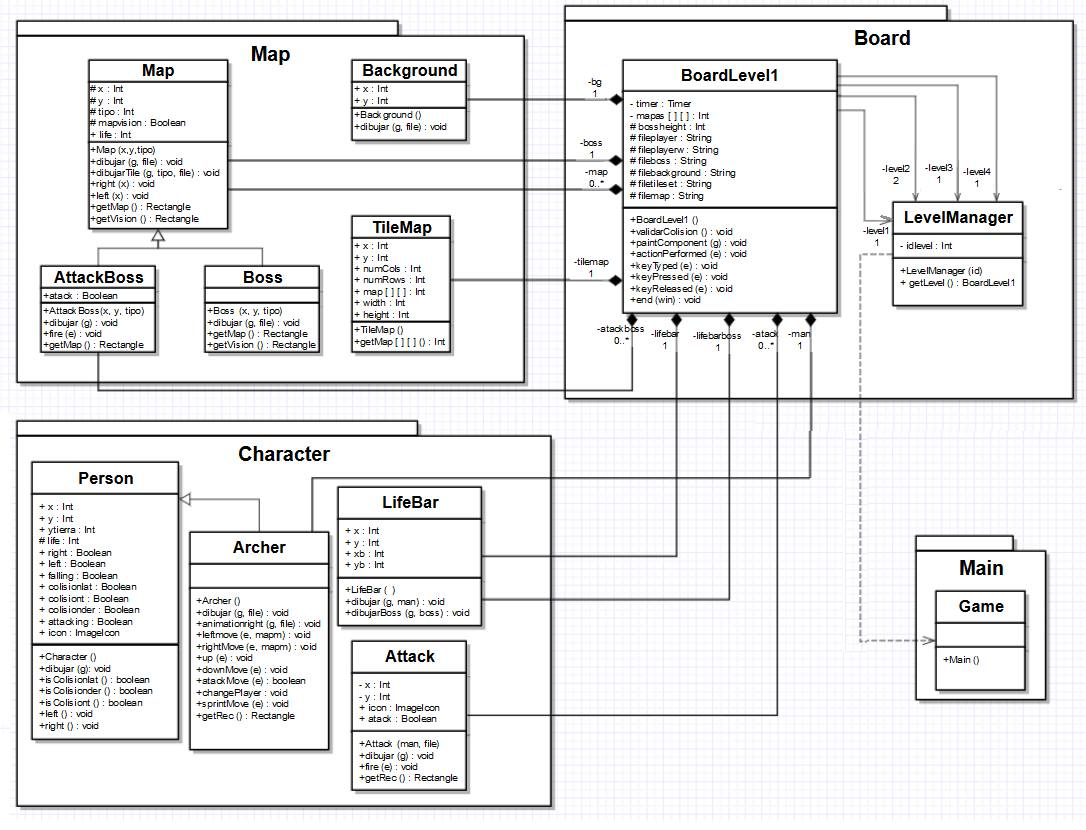 Map
Map
# x : Int
# y : Int
# tipo : Int
# mapvision : Boolean
+ life : Int
+Map (x,y,tipo)
+dibujar (g, file) : void
+dibujarTile (g, tipo, file) : void
+right (x) : void
+left (x) : void
+getMap () : Rectangle
+getVision () : Rectangle
Background
+ x : Int
+ y : Int
+Background ()
+dibujar (g, file) : void
TileMap
+ x : Int
+ y : Int
+ numCols : Int
+ numRows : Int
+ map [ ] [ ] : Int
+ width : Int
+ height : Int
+TileMap ()
+getMap [ ] [ ] () : Int
AttackBoss
+atack : Boolean
+AttackBoss(x, y, tipo)
+dibujar (g) : void
+fire (e) : void
+getMap () : Rectangle
Boss
+Boss (x, y, tipo)
+dibujar (g, file) : void
+getMap () : Rectangle
+getVision () : Rectangle
Board
BoardLevel1
- timer : Timer
- mapas [ ] [ ] : Int
# bossheight : Int
# fileplayer : String
# fileplayerw : String
# fileboss : String
# filebackground : String
# filetileset : String
# filemap : String
+BoardLevel1 ()
+validarColision () : void
+paintComponent (g) : void
+actionPerformed (e) : void
+keyTyped (e) : void
+keyPressed (e) : void
+keyReleased (e) : void
+end (win) : void
-bg
1
-boss
1
-map
0..*
-tilemap
1
-atackboss
0..*
-lifebar
1
-lifebarboss
1
-atack
0..*
-man
1
-level2
2
-level3
1
-level4
1
-level1
1
LevelManager
- idlevel : Int
+LevelManager (id)
+ getLevel () : BoardLevel1
Character
Person
+ x : Int
+ y : Int
+ ytierra : Int
# life : Int
+ right : Boolean
+ left : Boolean
+ falling : Boolean
+ colisionlat : Boolean
+ colisiont : Boolean
+ colisionder : Boolean
+ attacking : Boolean
+ icon : ImageIcon
+Character ()
+dibujar (g): void
+isColisionlat () : boolean
+isColisionder () : boolean
+isColisiont () : boolean
+left () : void
+right () : void
Archer
+Archer ()
+dibujar (g, file) : void
+animationright (g, file) : void
+leftmove (e, mapm) : void
+rightMove (e, mapm) : void
+up (e) : void
+downMove (e) : void
+atackMove (e) : boolean
+changePlayer : void
+sprintMove (e) : void
+getRec () : Rectangle
LifeBar
+ x : Int
+ y : Int
+ xb : Int
+ yb : Int
+LifeBar ( )
+dibujar (g, man) : void
+dibujarBoss (g, boss) : void
Attack
- x : Int
- y : Int
+ icon : ImageIcon
+ atack : Boolean
+Attack (man, file)
+dibujar (g) : void
+fire (e) : void
+getRec () : Rectangle
Main
Game
+Main ()